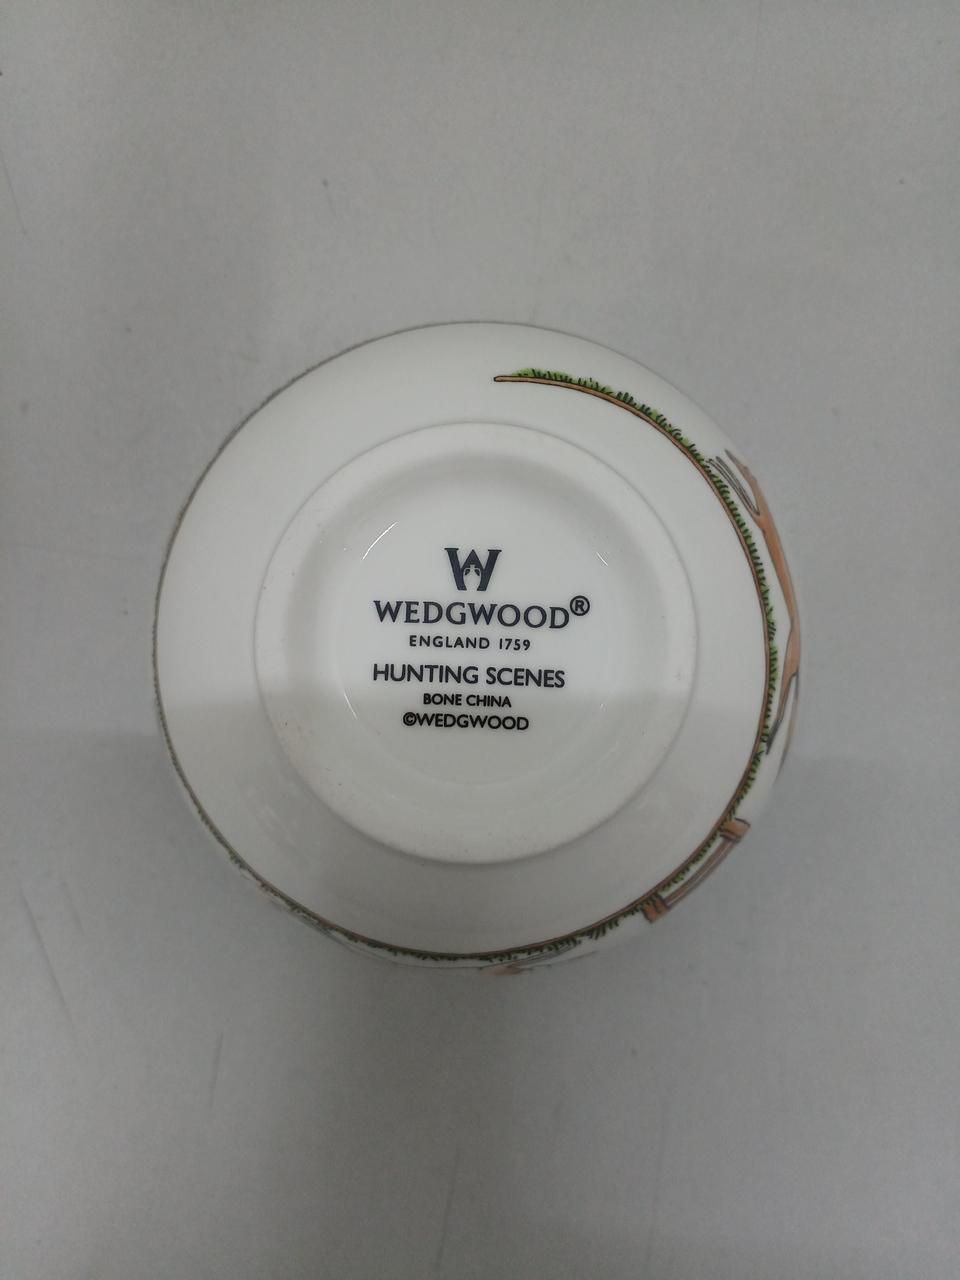 W
WEDGWOOD®
ENGLAND 1759
HUNTING SCENES
BONE CHINA
©WEDGWOOD